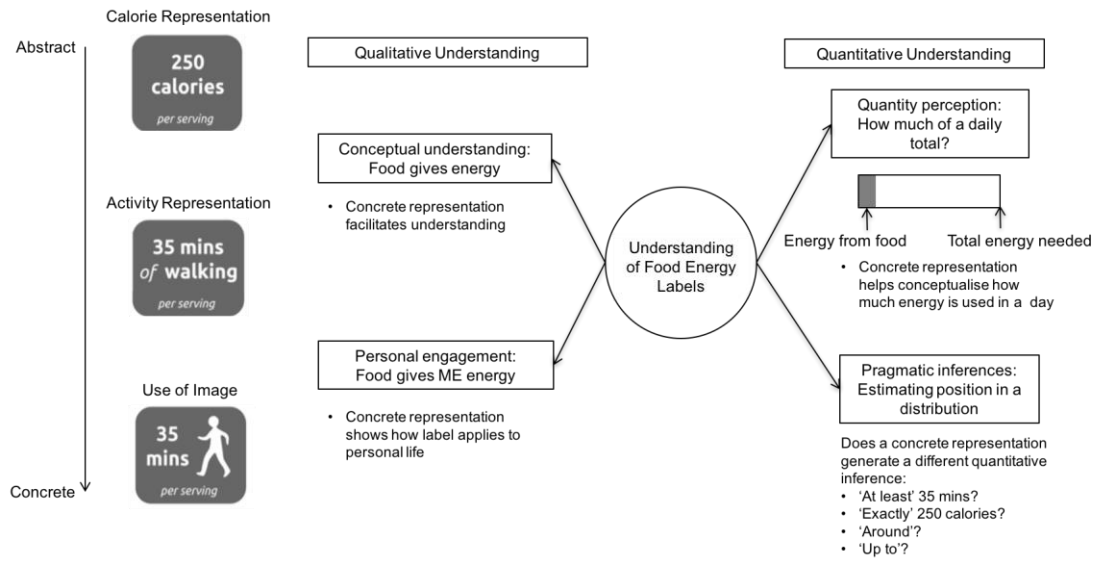 Calorie Representation
Abstract
250
calories
per serving
Activity Representation
35 mins
of walking
per serving
Use of Image
35
mins
per serving
Concrete
Qualitative Understanding
Conceptual understanding:
Food gives energy
• Concrete representation
facilitates understanding
Personal engagement:
Food gives ME energy
• Concrete representation
shows how label applies to
personal life
Understanding
of Food Energy
Labels
Quantitative Understanding
Quantity perception:
How much of a daily
total?
Energy from food
Total energy needed
• Concrete representation
helps conceptualise how
much energy is used in a day
Pragmatic inferences:
Estimating position in a
distribution
Does a concrete representation
generate a different quantitative
inference:
• ‘At least’ 35 mins?
• ‘Exactly’ 250 calories?
• ‘Around’?
• ‘Up to’?